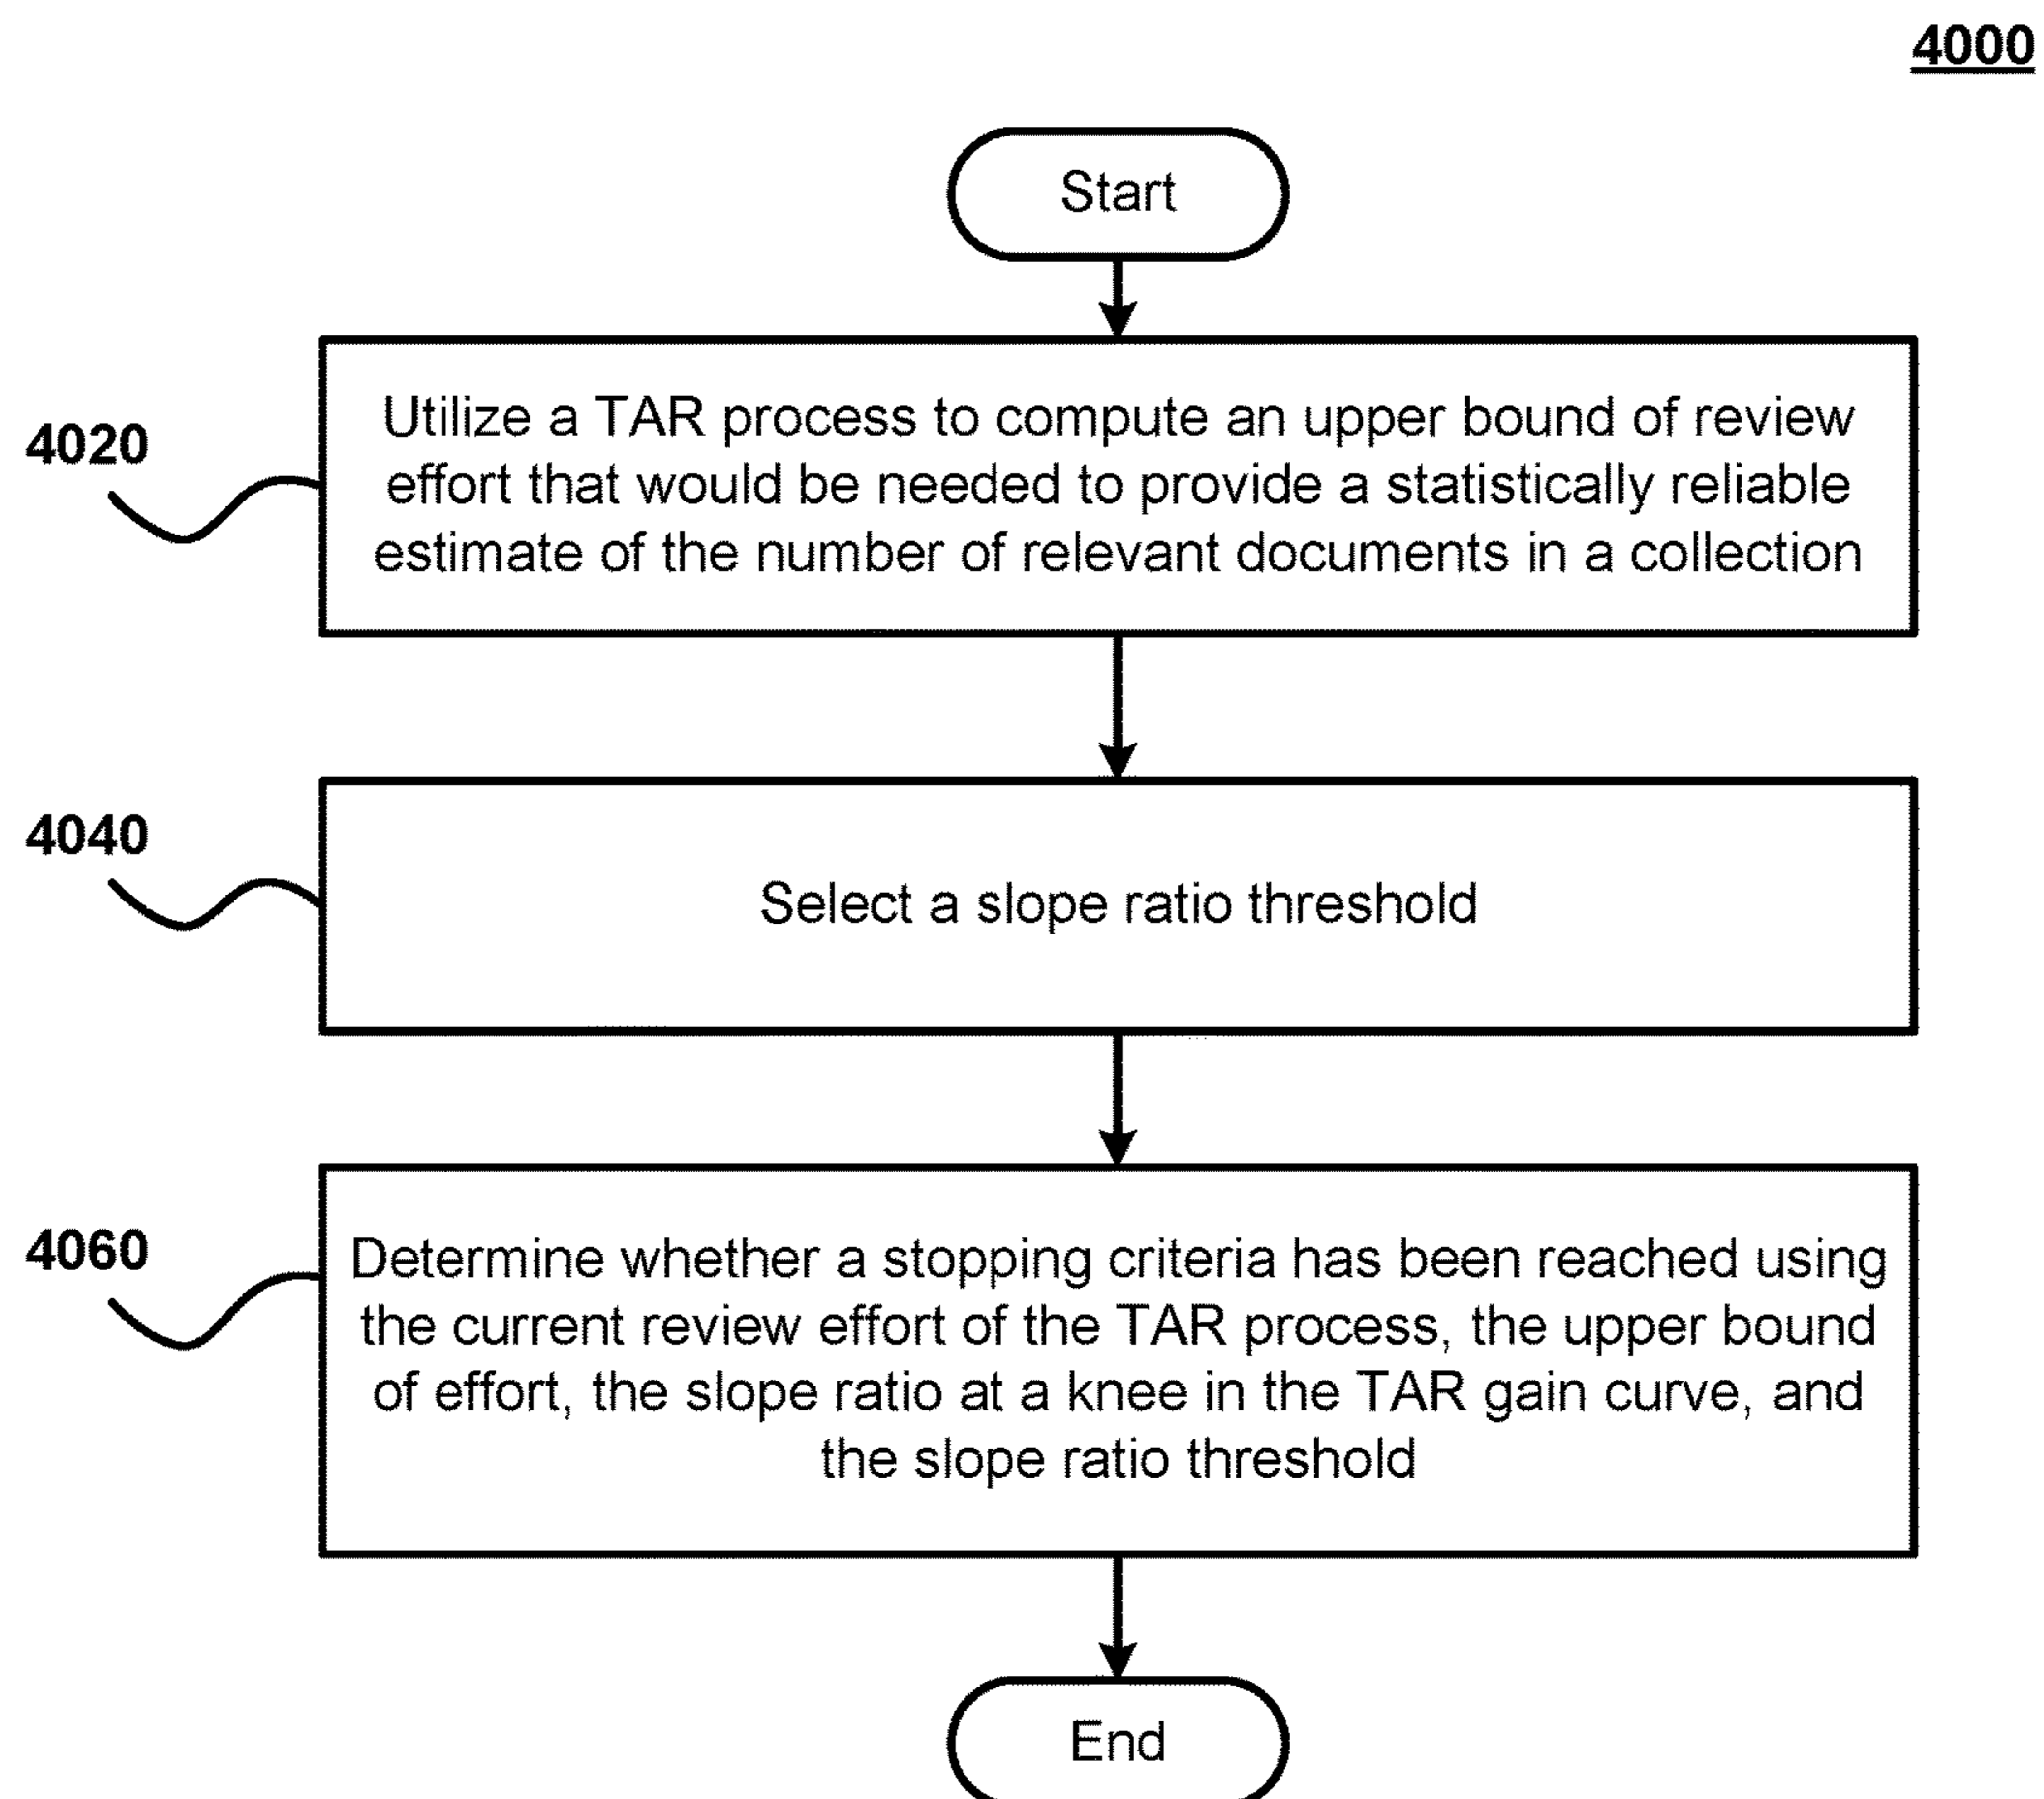 4000
Start
4020
Utilize a TAR process to compute an upper bound of review
effort that would be needed to provide a statistically reliable
estimate of the number of relevant documents in a collection
4040
Select a slope ratio threshold
4060
Determine whether a stopping criteria has been reached using
the current review effort of the TAR process, the upper bound
of effort, the slope ratio at a knee in the TAR gain curve, and
the slope ratio threshold
End